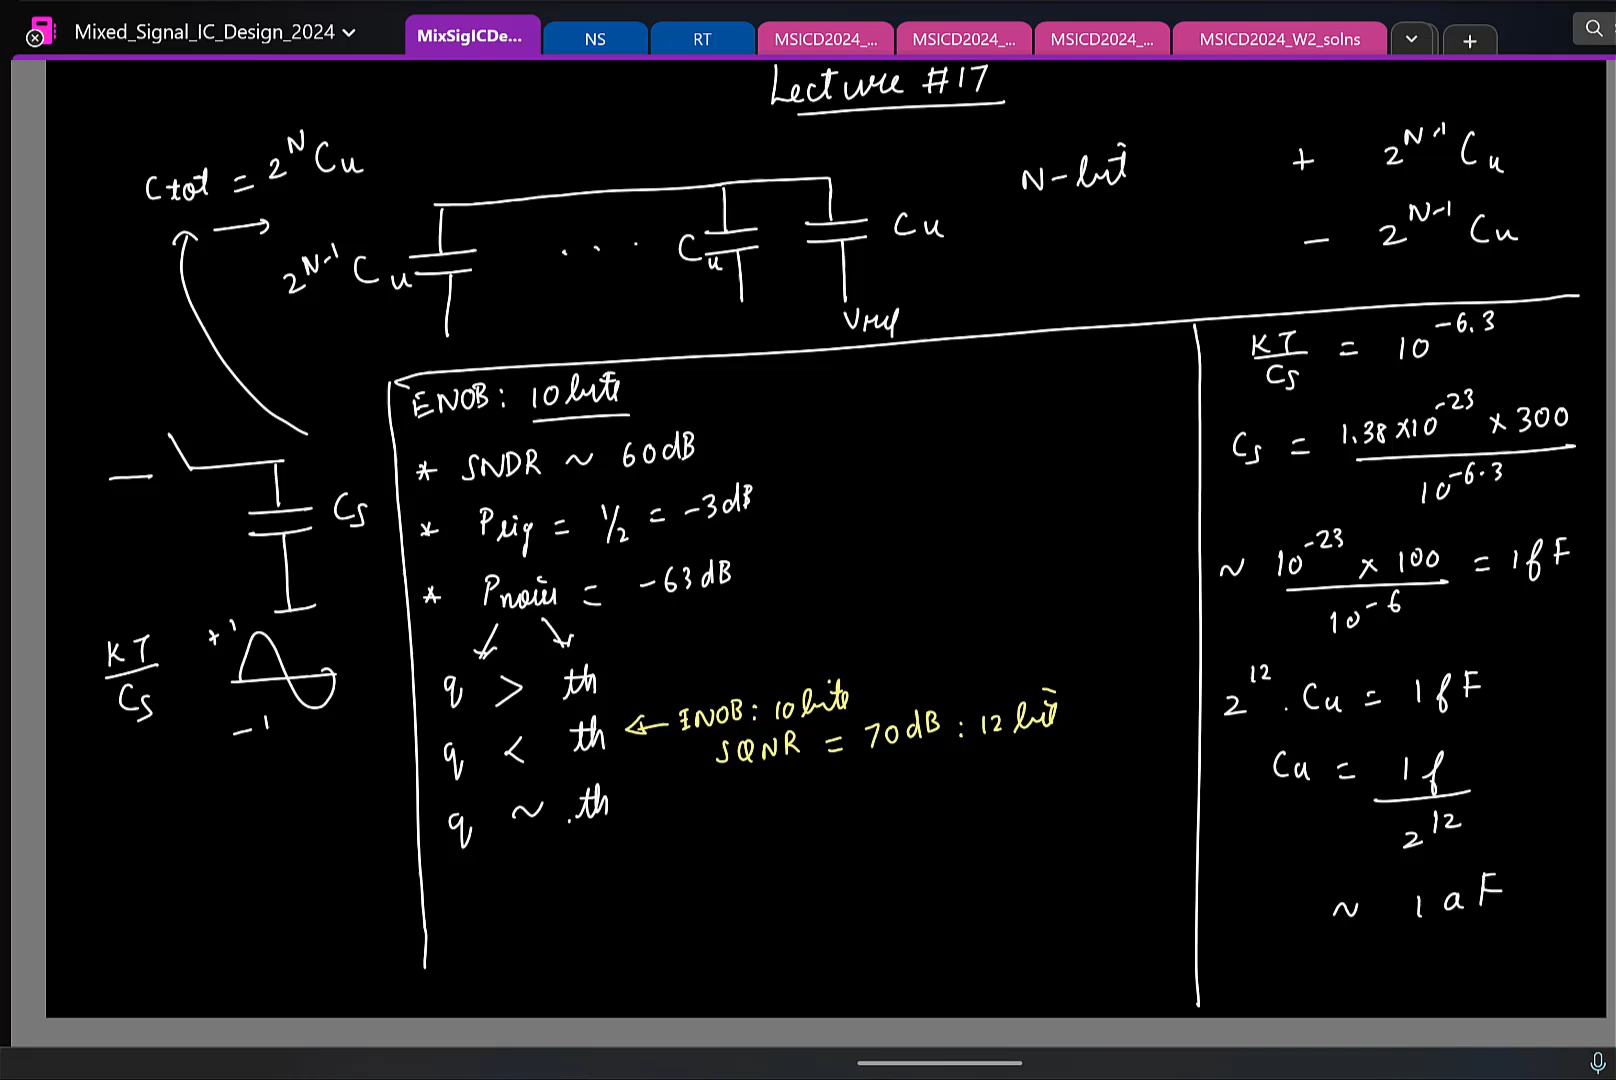 Mixed_Signal_IC_Design_2024
MixSigICDe...
NS
RT
MSICD2024_...
MSICD2024_...
MSICD2024_...
MSICD2024_W2_solns
Lecture #17
Ctot = 2^N Cu
2^N-1 Cu
. . .
Cu
Cu
Vref
N-bit
+ 2^N-1 Cu
- 2^N-1 Cu
Cs
KT/Cs
+1
-1
ENOB: 10 bits
* SNDR ~ 60dB
* Psig = 1/2 = -3dB
* Pnoise = -63dB
q > th
q < th ← ENOB: 10 bits
SQNR = 70dB : 12 bit
q ~ th
KT/Cs = 10^-6.3
Cs = 1.38 × 10^-23 × 300 / 10^-6.3
~ 10^-23 × 100 / 10^-6 = 1fF
2^12 . Cu = 1fF
Cu = 1f / 2^12
~ 1aF